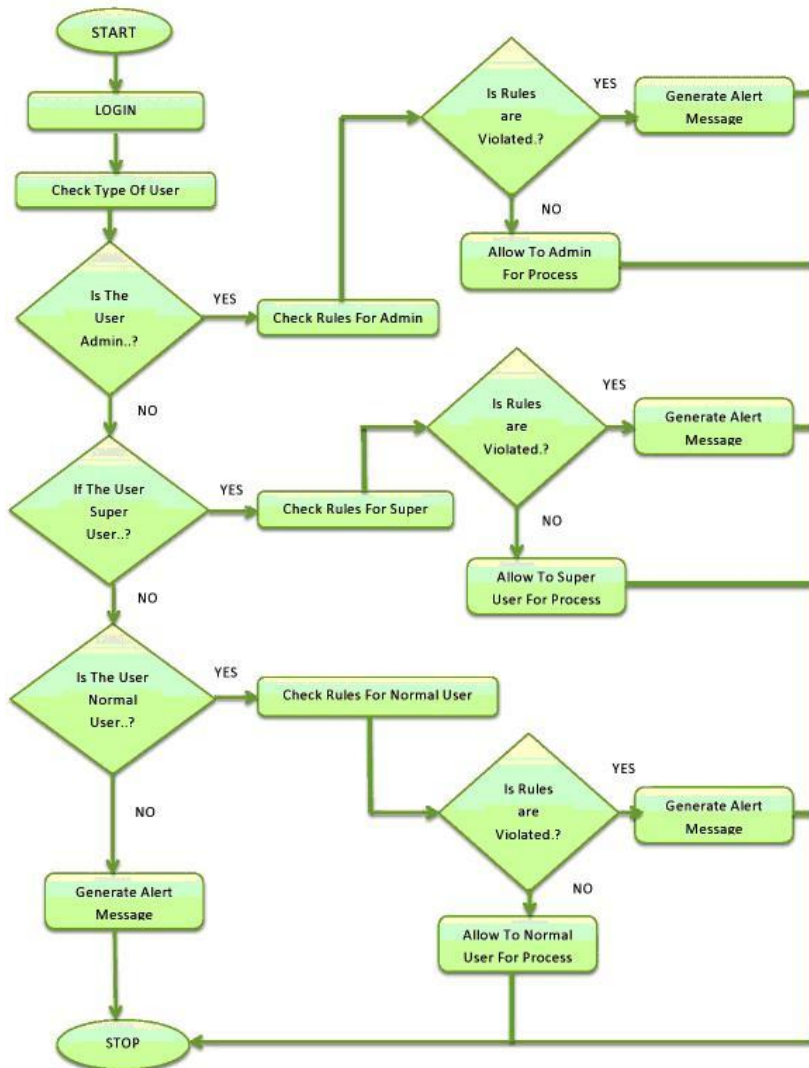 START
LOGIN
Check Type Of User
Is The
User
Admin..?
YES
Check Rules For Admin
Is Rules
are
Violated.?
YES
Generate Alert
Message
NO
Allow To Admin
For Process
NO
If The User
Super
User..?
YES
Check Rules For Super
Is Rules
are
Violated.?
YES
Generate Alert
Message
NO
Allow To Super
User For Process
NO
Is The User
Normal
User..?
YES
Check Rules For Normal User
Is Rules
are
Violated.?
YES
Generate Alert
Message
NO
Allow To Normal
User For Process
NO
Generate Alert
Message
STOP